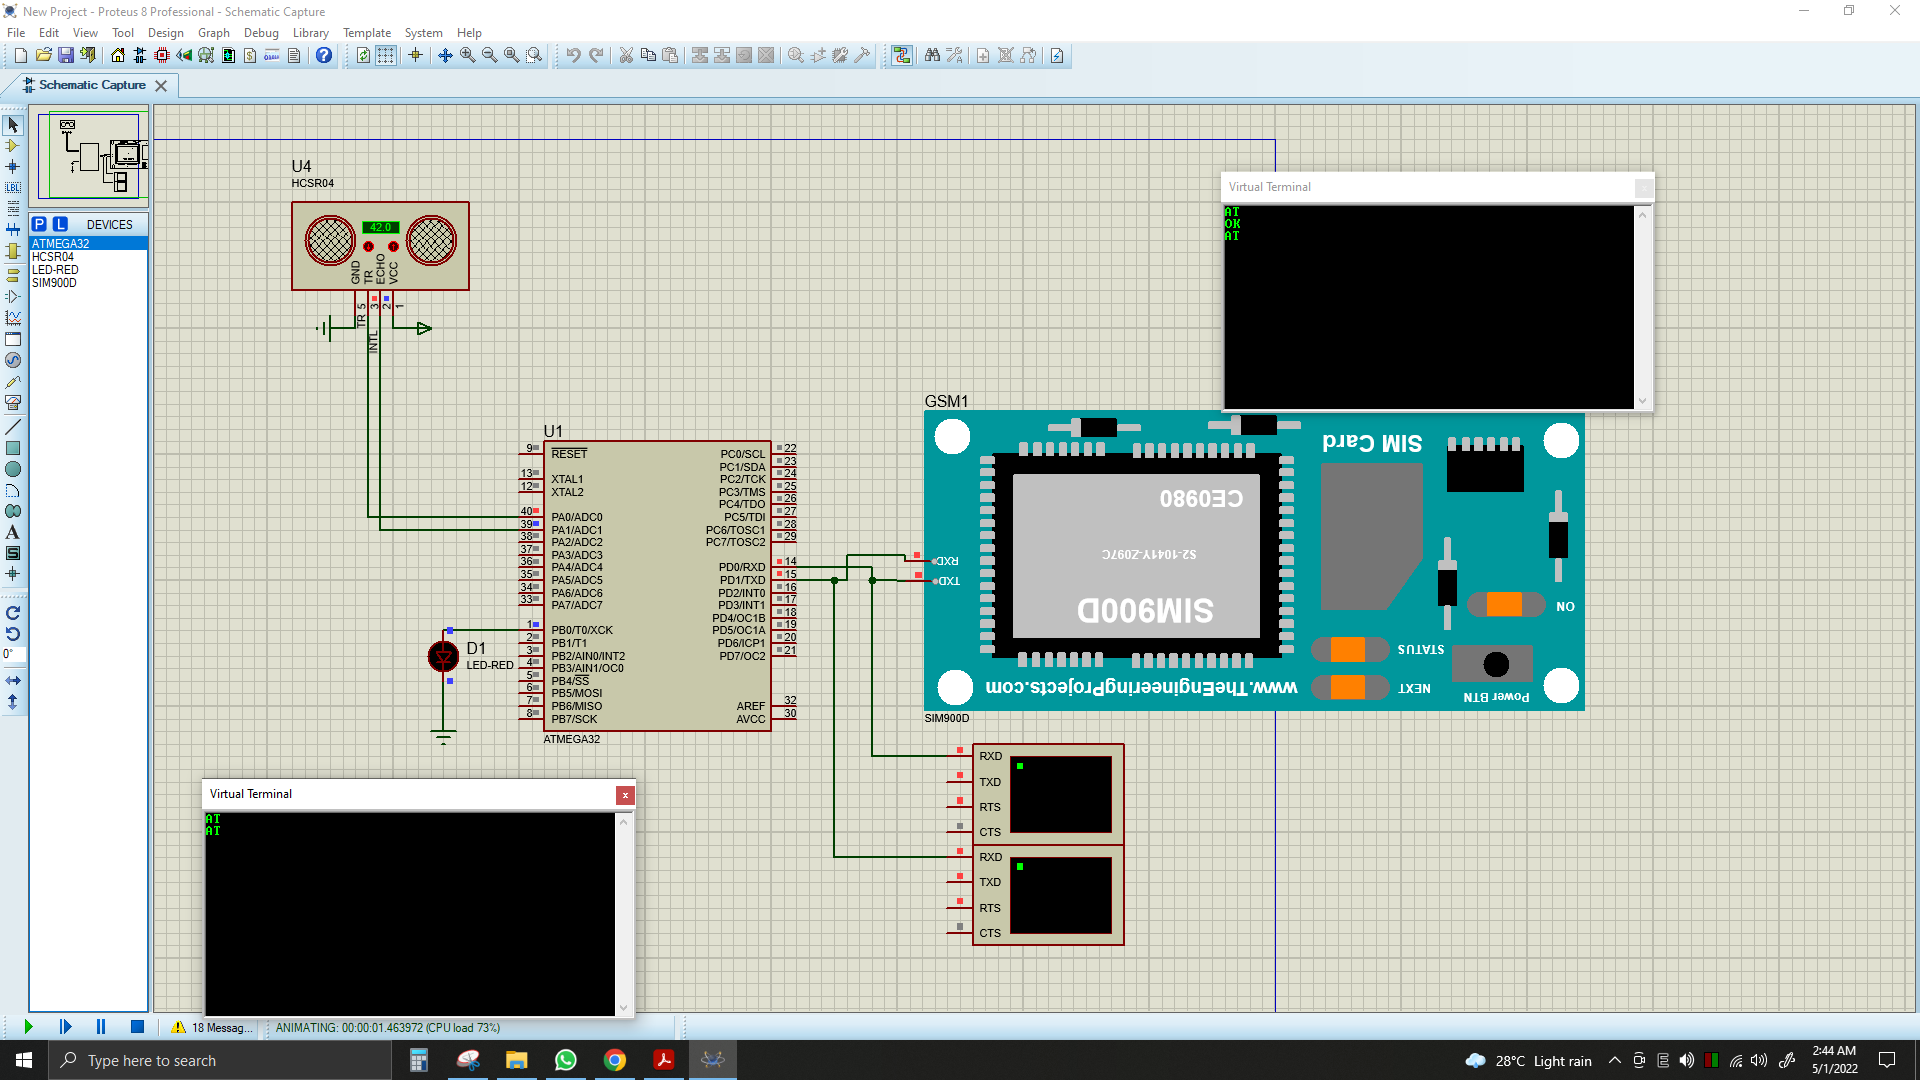 New Project - Proteus 8 Professional - Schematic Capture
File Edit View Tool Design Graph Debug Library Template System Help
Schematic Capture
P L DEVICES
ATMEGA32
HCSR04
LED-RED
SIM900D
LBL
A
S
0°
U4
HCSR04
42.0
GND
TR
ECHO
VCC
5
3
2
1
TR
INTL
U1
9 RESET
13 XTAL1
12 XTAL2
40 PA0/ADC0
39 PA1/ADC1
38 PA2/ADC2
37 PA3/ADC3
36 PA4/ADC4
35 PA5/ADC5
34 PA6/ADC6
33 PA7/ADC7
1 PB0/T0/XCK
2 PB1/T1
3 PB2/AIN0/INT2
4 PB3/AIN1/OC0
5 PB4/SS
6 PB5/MOSI
7 PB6/MISO
8 PB7/SCK
PC0/SCL 22
PC1/SDA 23
PC2/TCK 24
PC3/TMS 25
PC4/TDO 26
PC5/TDI 27
PC6/TOSC1 28
PC7/TOSC2 29
PD0/RXD 14
PD1/TXD 15
PD2/INT0 16
PD3/INT1 17
PD4/OC1B 18
PD5/OC1A 19
PD6/ICP1 20
PD7/OC2 21
AREF 32
AVCC 30
ATMEGA32
D1
LED-RED
Virtual Terminal
AT
OK
AT
GSM1
SIM Card
CE0980
S2-1041Y-Z097C
SIM900D
RXD
TXD
ON
STATUS
NEXT
Power BTN
www.TheEngineeringProjects.com
SIM900D
RXD
TXD
RTS
CTS
RXD
TXD
RTS
CTS
Virtual Terminal x
AT
AT
18 Messag...
ANIMATING: 00:00:01.463972 (CPU load 73%)
Type here to search
28°C Light rain
2:44 AM
5/1/2022